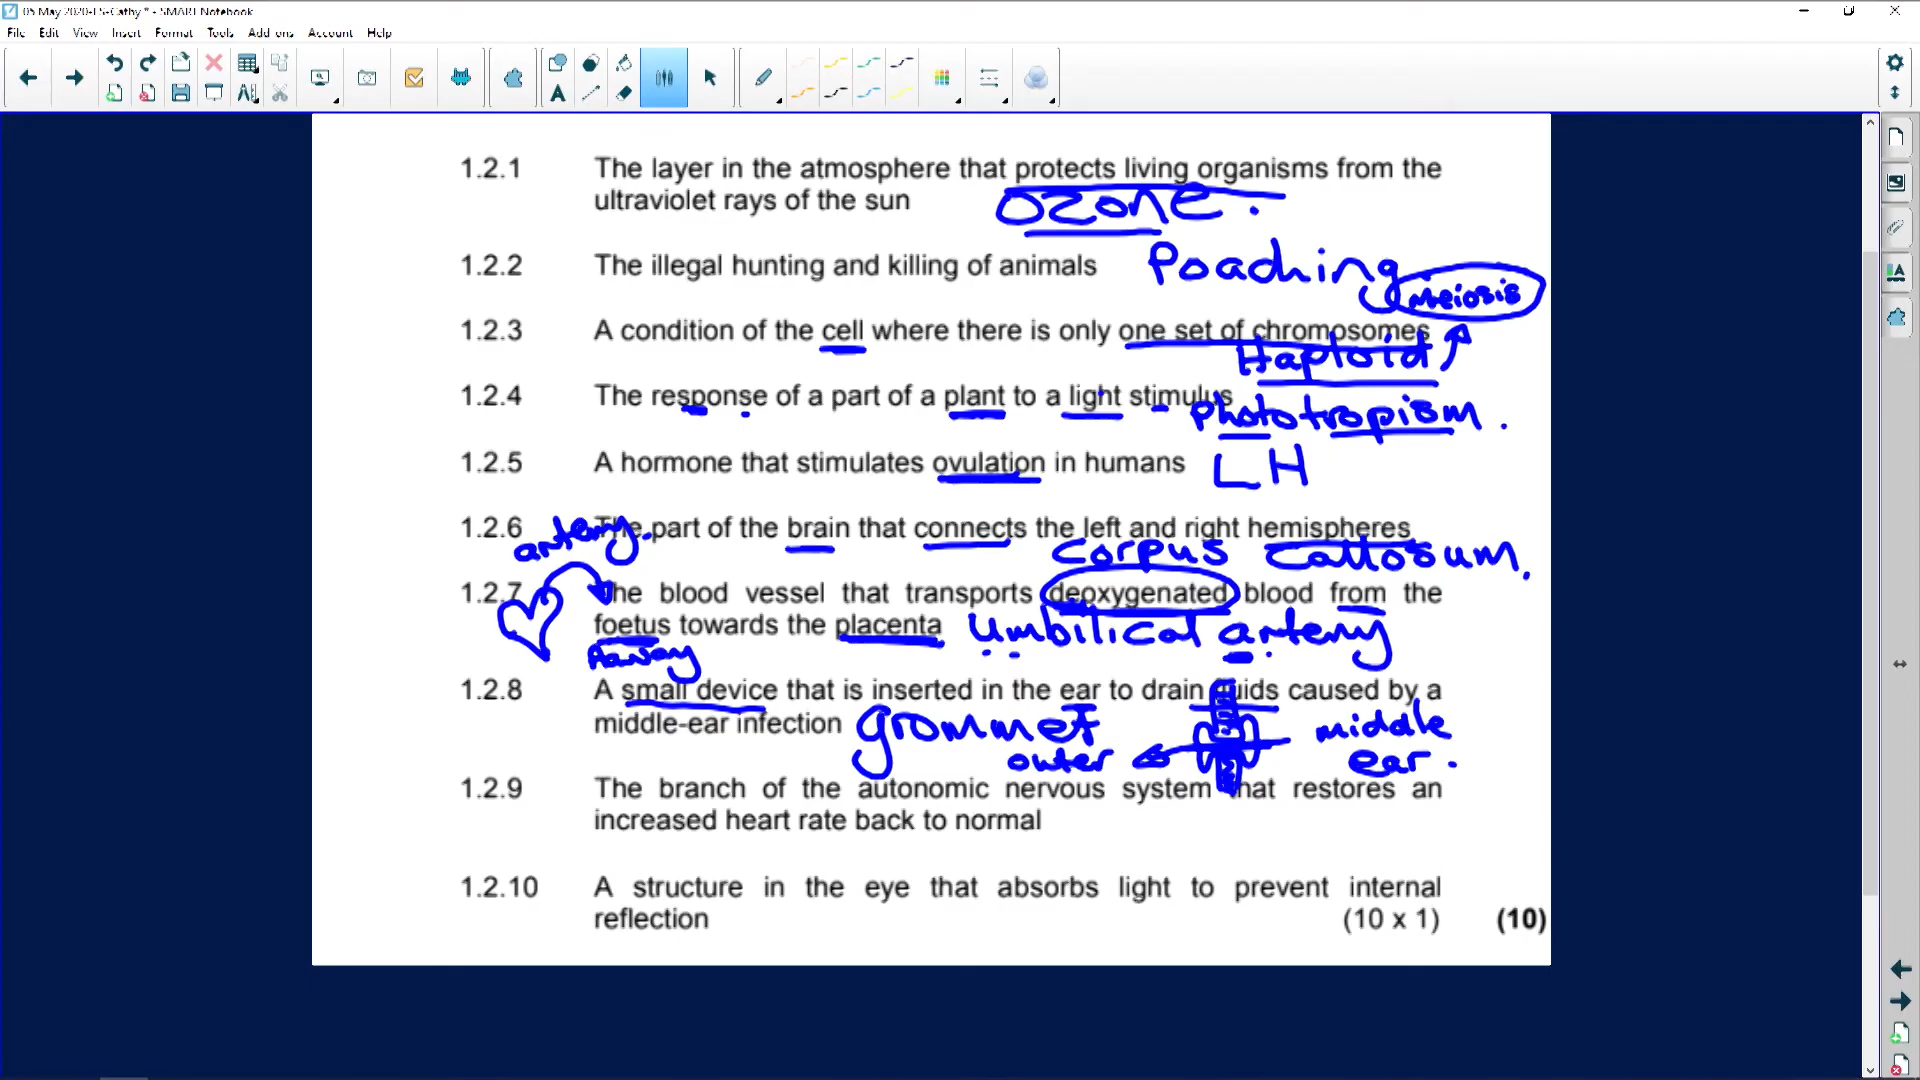 05 May 2020-LS-Cathy * - SMART Notebook
File Edit View Insert Format Tools Add-ons Account Help
1.2.1 The layer in the atmosphere that protects living organisms from the
ultraviolet rays of the sun ozone.
1.2.2 The illegal hunting and killing of animals Poaching
meiosis
1.2.3 A condition of the cell where there is only one set of chromosomes
Haploid
1.2.4 The response of a part of a plant to a light stimulus
phototropism.
1.2.5 A hormone that stimulates ovulation in humans LH
1.2.6 The part of the brain that connects the left and right hemispheres
artery.
corpus callosum.
1.2.7 The blood vessel that transports deoxygenated blood from the
foetus towards the placenta umbilical artery
Away
1.2.8 A small device that is inserted in the ear to drain fluids caused by a
middle-ear infection grommet
middle
outer
ear.
1.2.9 The branch of the autonomic nervous system that restores an
increased heart rate back to normal
1.2.10 A structure in the eye that absorbs light to prevent internal
reflection (10 x 1) (10)